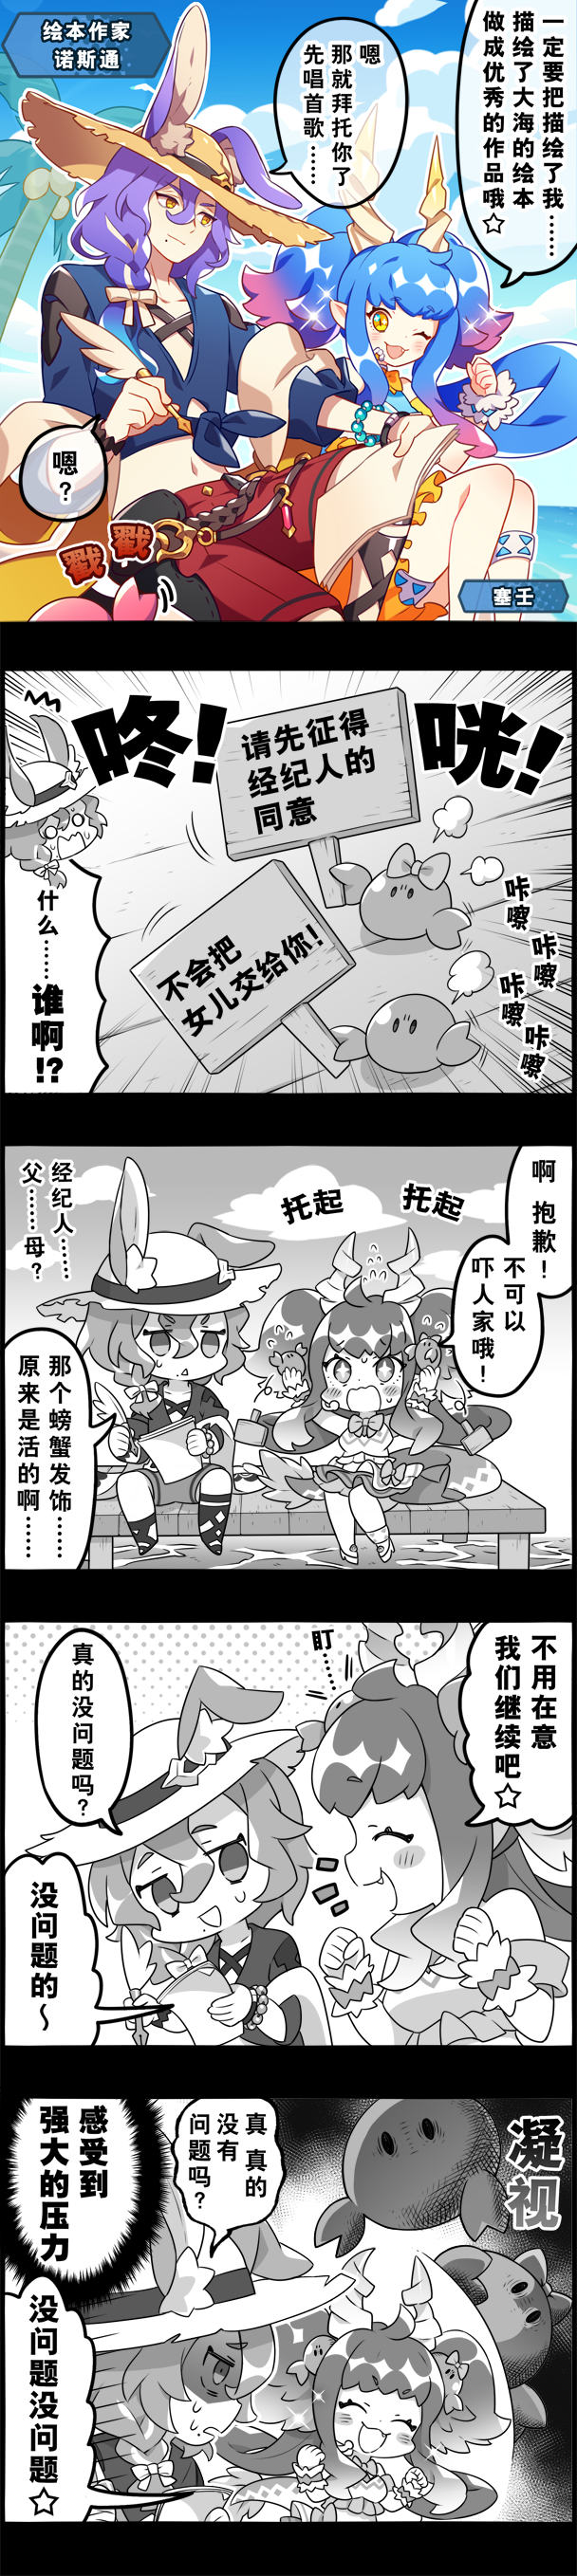 绘本作家
诺斯通
一定要把描绘了我……
描绘了大海的绘本
做成优秀的作品哦☆
嗯
那就拜托你了
先唱首歌……
嗯？
戳 戳
塞壬
咣！
咚！
请先征得
经纪人的
同意
不会把
女儿交给你！
咔嚓
咔嚓
咔嚓
咔嚓
什么……
谁啊！？
啊 抱歉！
不可以
吓人家哦！
托起
托起
经纪人……
父……母？
那个螃蟹发饰……
原来是活的啊……
不用在意
我们继续吧☆
盯……
真的没问题吗？
没问题的～
凝视
真 真的
没有
问题吗？
感受到
强大的压力
没问题没问题☆